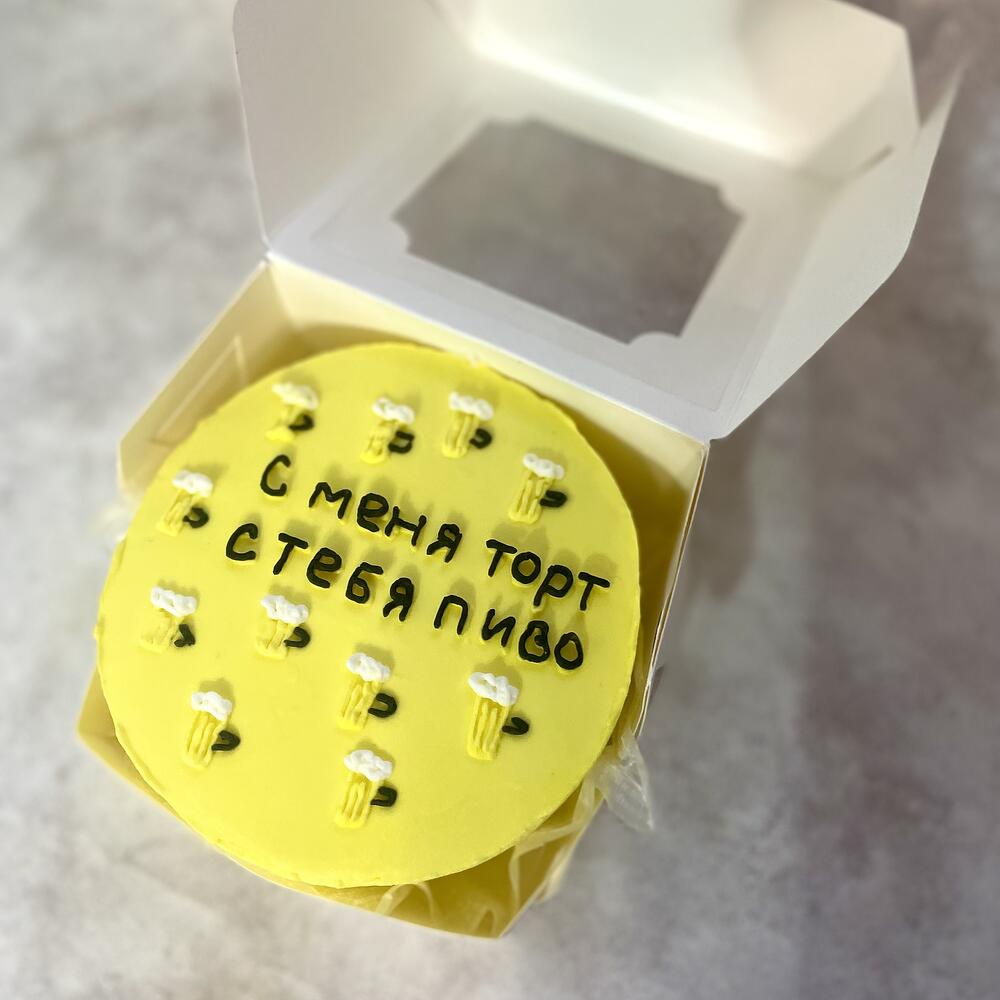 С меня торт
с тебя пиво